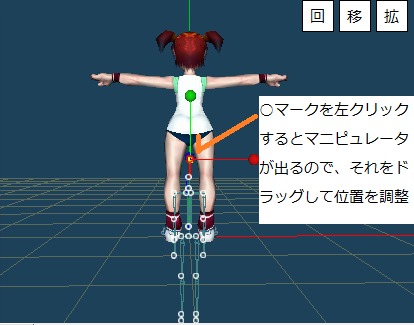 回 移 拡
○マークを左クリック
するとマニピュレータ
が出るので、それをド
ラッグして位置を調整